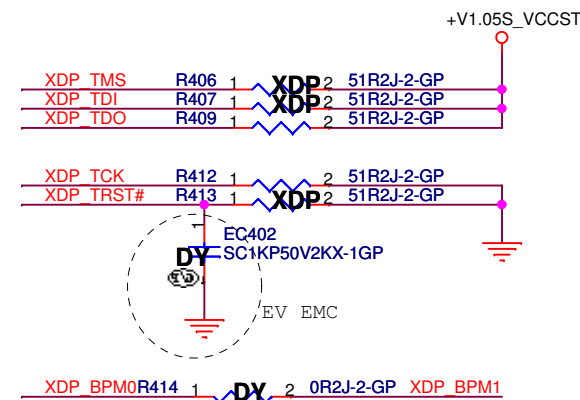 +V1.05S_VCCST
XDP_TMS R406 1 XDP 2 51R2J-2-GP
XDP_TDI R407 1 XDP 2 51R2J-2-GP
XDP_TDO R409 1 2 51R2J-2-GP
XDP_TCK R412 1 2 51R2J-2-GP
XDP_TRST# R413 1 XDP 2 51R2J-2-GP
1
EC402
DY SC1KP50V2KX-1GP
EV EMC
XDP_BPM0 R414 1 DY 2 0R2J-2-GP XDP_BPM1